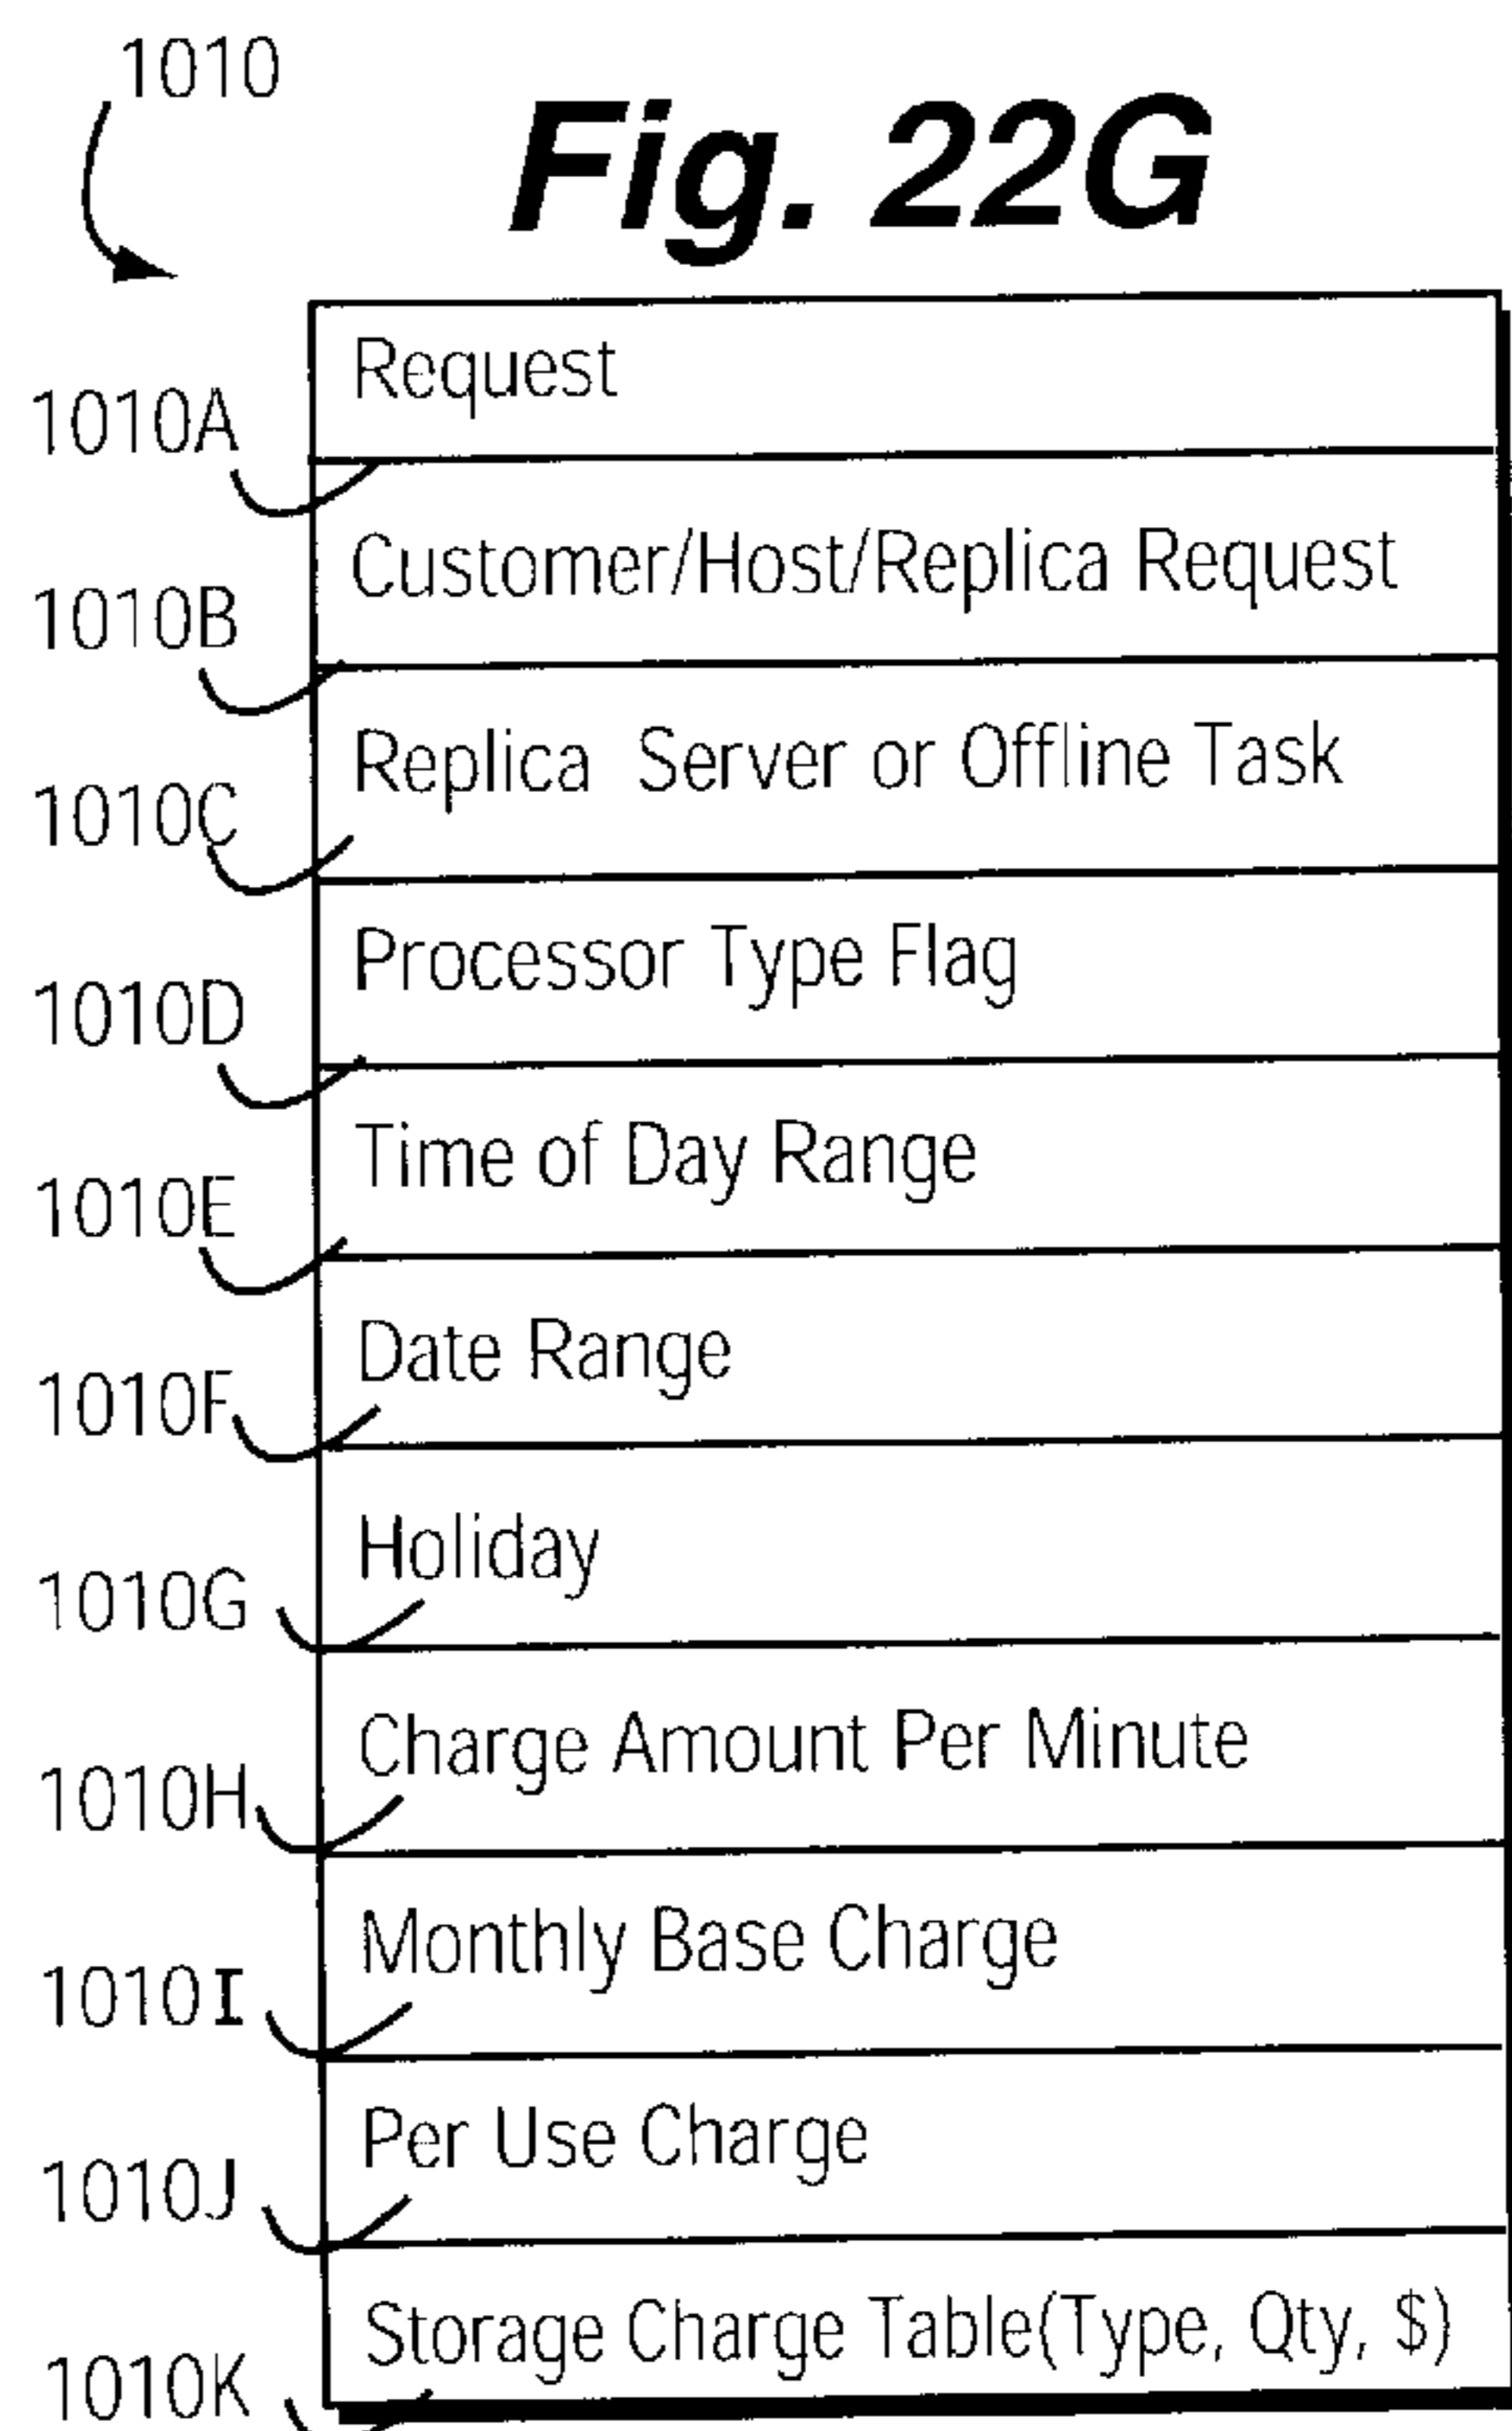 1010
Fig. 22G
Request
1010A
Customer/Host/Replica Request
1010B
Replica Server or Offline Task
1010C
Processor Type Flag
1010D
Time of Day Range
1010E
Date Range
1010F
Holiday
1010G
Charge Amount Per Minute
1010H
Monthly Base Charge
1010I
Per Use Charge
1010J
Storage Charge Table(Type, Qty, $)
1010K